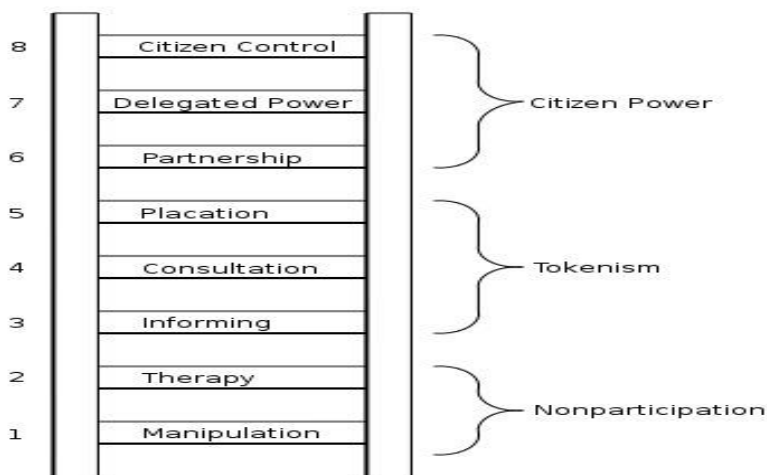 8 Citizen Control
7 Delegated Power Citizen Power
6 Partnership
5 Placation
4 Consultation Tokenism
3 Informing
2 Therapy
Nonparticipation
1 Manipulation